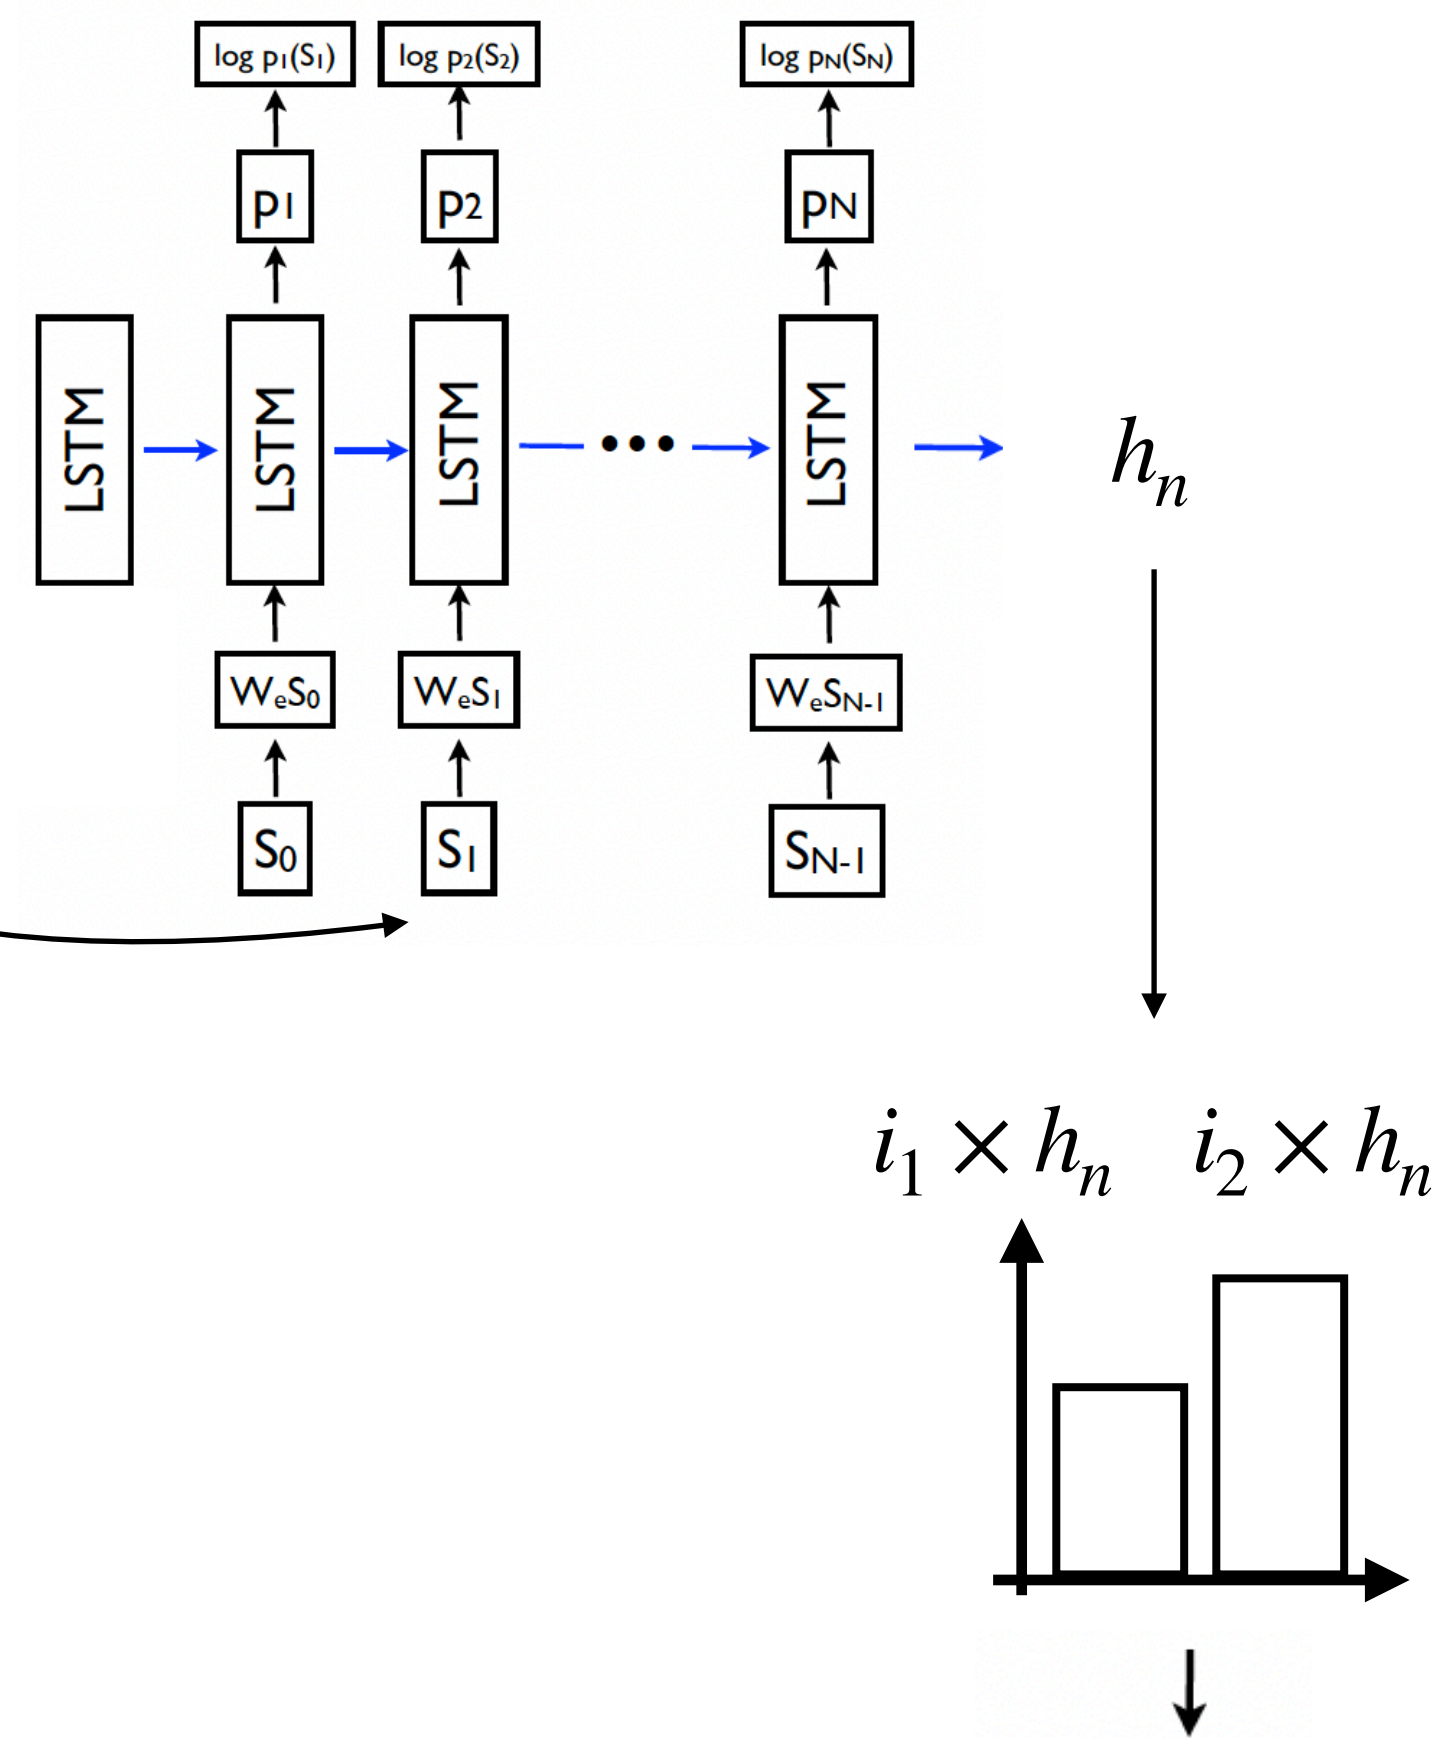 log p₁(S₁) log p₂(S₂) log pN(SN)
p₁ p₂ pN
LSTM LSTM LSTM ••• LSTM hₙ
WₑS₀ WₑS₁ WₑSN-1
S₀ S₁ SN-1
i₁ × hₙ i₂ × hₙ